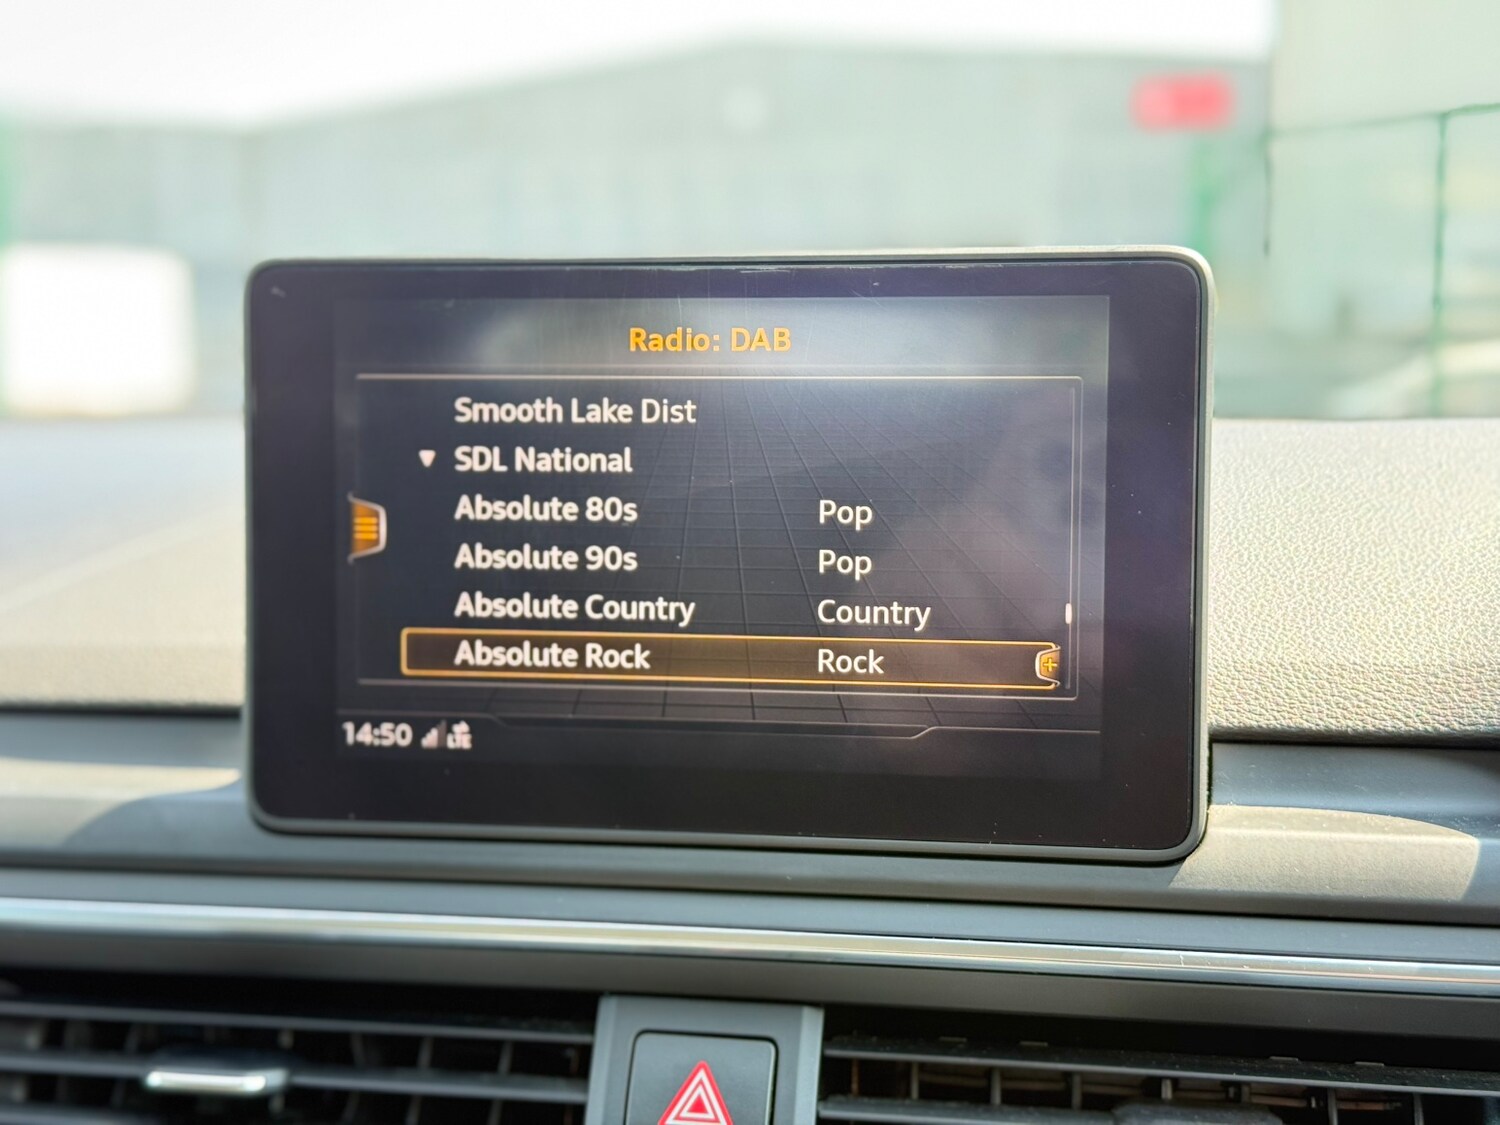 Radio: DAB
Smooth Lake Dist
SDL National
Absolute 80s Pop
Absolute 90s Pop
Absolute Country Country
Absolute Rock Rock
14:50 LTE